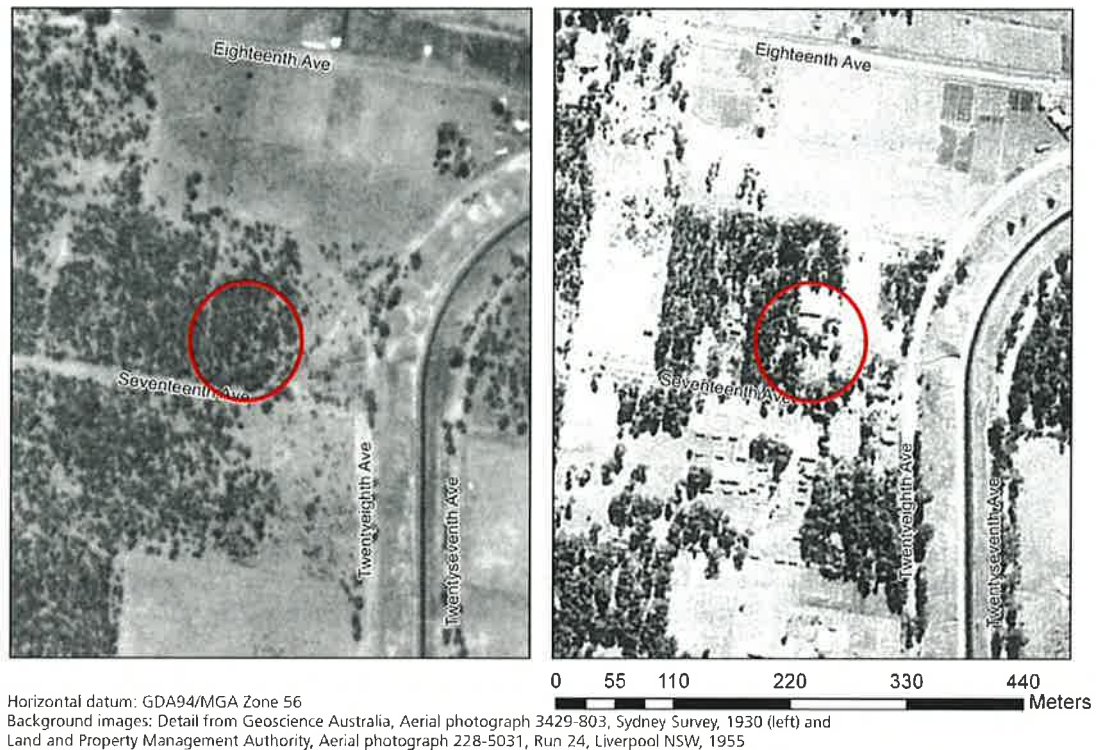 Eighteenth Ave
Seventeenth Ave
Twentyeighth Ave
Twentyseventh Ave
Eighteenth Ave
Seventeenth Ave
Twentyeighth Ave
Twentyseventh Ave
0 55 110 220 330 440
Meters
Horizontal datum: GDA94/MGA Zone 56
Background images: Detail from Geoscience Australia, Aerial photograph 3429-803, Sydney Survey, 1930 (left) and
Land and Property Management Authority, Aerial photograph 228-5031, Run 24, Liverpool NSW, 1955